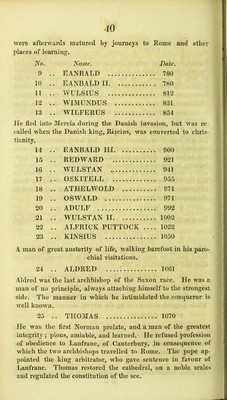 40
were afterwards matured by journeys to Rome and other
places of learning.
No. Name. Date.
9 .. EANBALD .............. 780
10 .. EANBALD II. ............ 789
11 .. WULSIUS .............. 812
12 .. WIMUNDUS ............ 831
13 .. WILFERUS .............. 854
He fled into Mercia during the Danish invasion, but was re
called when the Danish king, Rigeins, was converted to chris-
tianity.
14 .. EANBALD III. ............ 900
15 .. REDWARD .............. 921
16 .. WULSTAN .............. 941
17 .. OSKITELL .............. 955
18 .. ATHELWOLD ............ 971
19 .. OSWALD ................ 971
20 .. ADULF .................. 992
21 .. WULSTAN II. ............ 1002
22 .. ALFRICK PUTTOCK .... 1022
23 .. KINSIUS ................ 1050
A man of great austerity of life, walking barefoot in his paro-
chial visitations.
24 .. ALDRED ................ 1061
Aldred was the last archbishop of the Saxon race. He was a
man of no principle, always attaching himself to the strongest
side. The manner in which he intimidated the conqueror is
well known.
25 .. THOMAS ................ 1070
He was the first Norman prelate, and a man of the greatest
integrity; pious, amiable, and learned. He refused profession
of obedience to Lanfranc, of Canterbury, in consequence of
which the two archbishops travelled to Rome. The pope ap-
pointed the king arbitrator, who gave sentence in favour of
Lanfranc. Thomas restored the cathedral, on a noble scale
and regulated the constitution of the see.